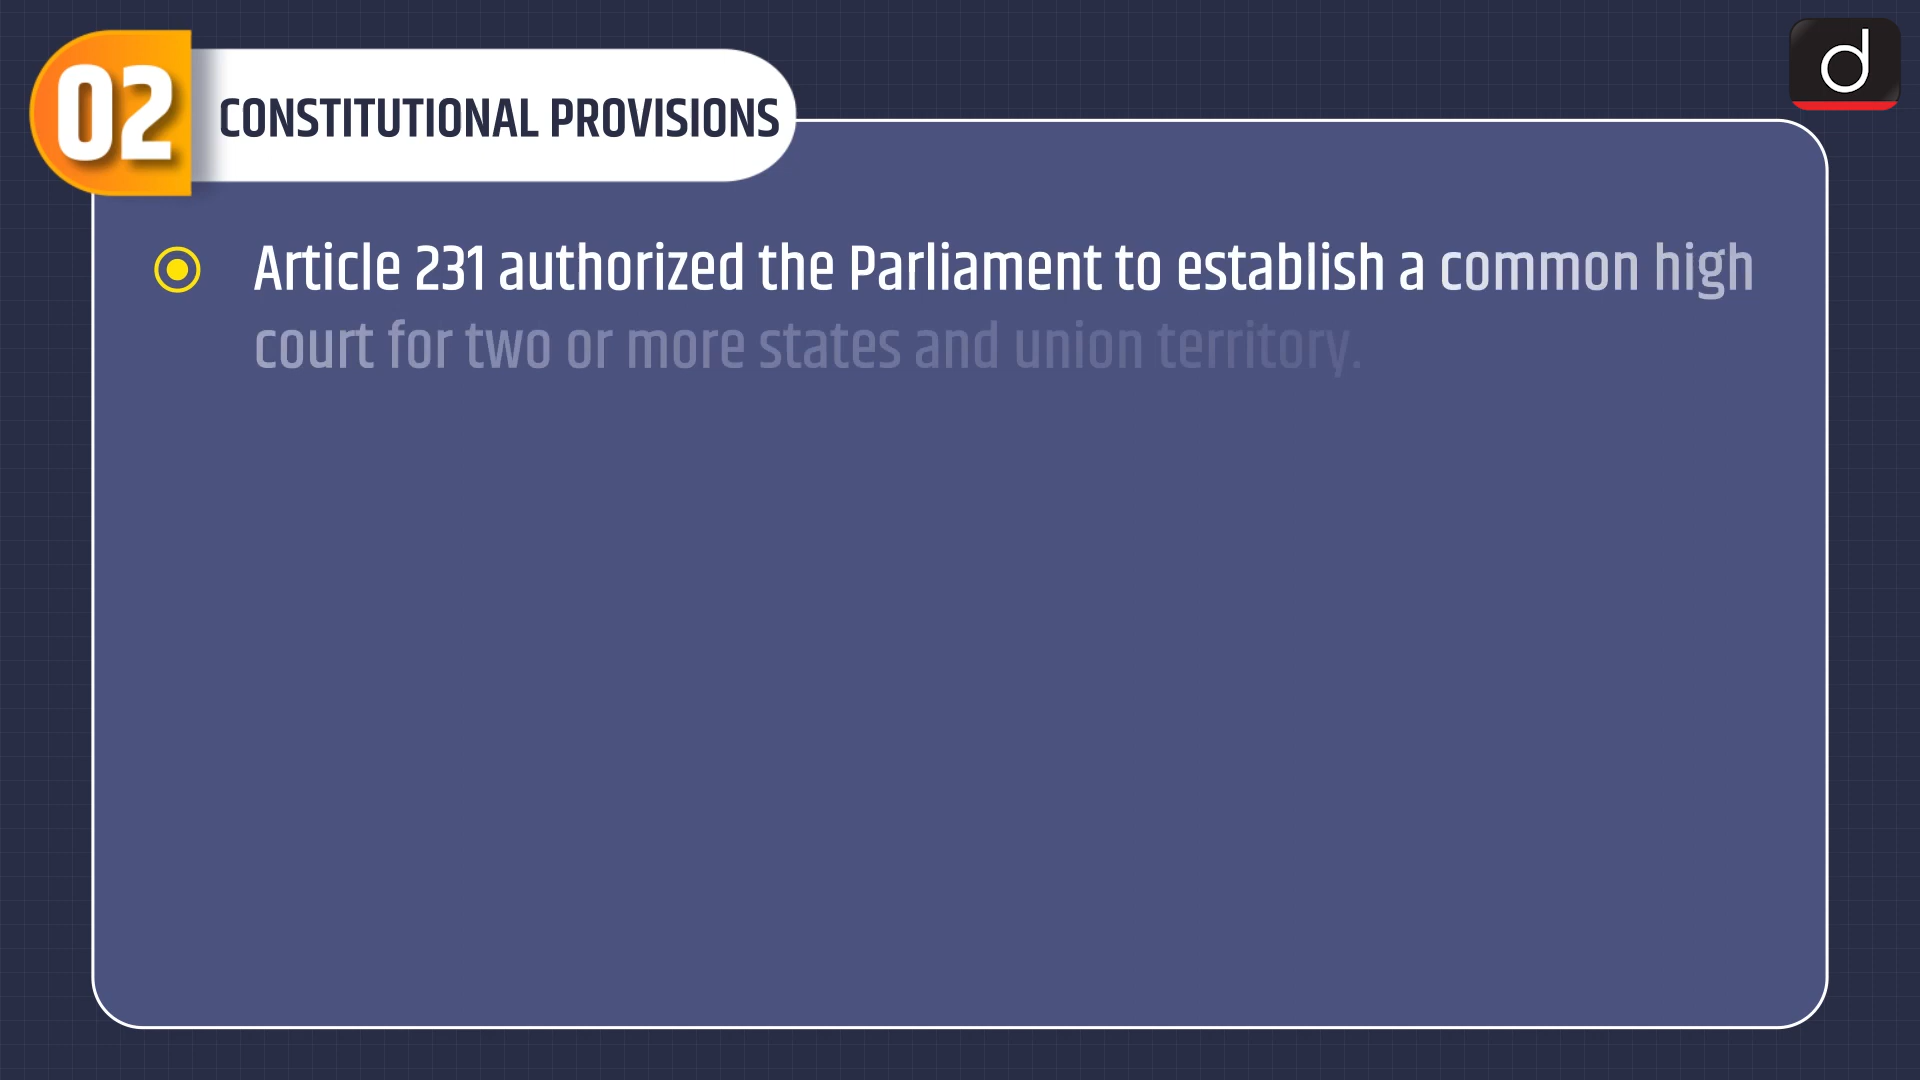 02
CONSTITUTIONAL PROVISIONS
d
Article 231 authorized the Parliament to establish a common high
court for two or more states and union territory.